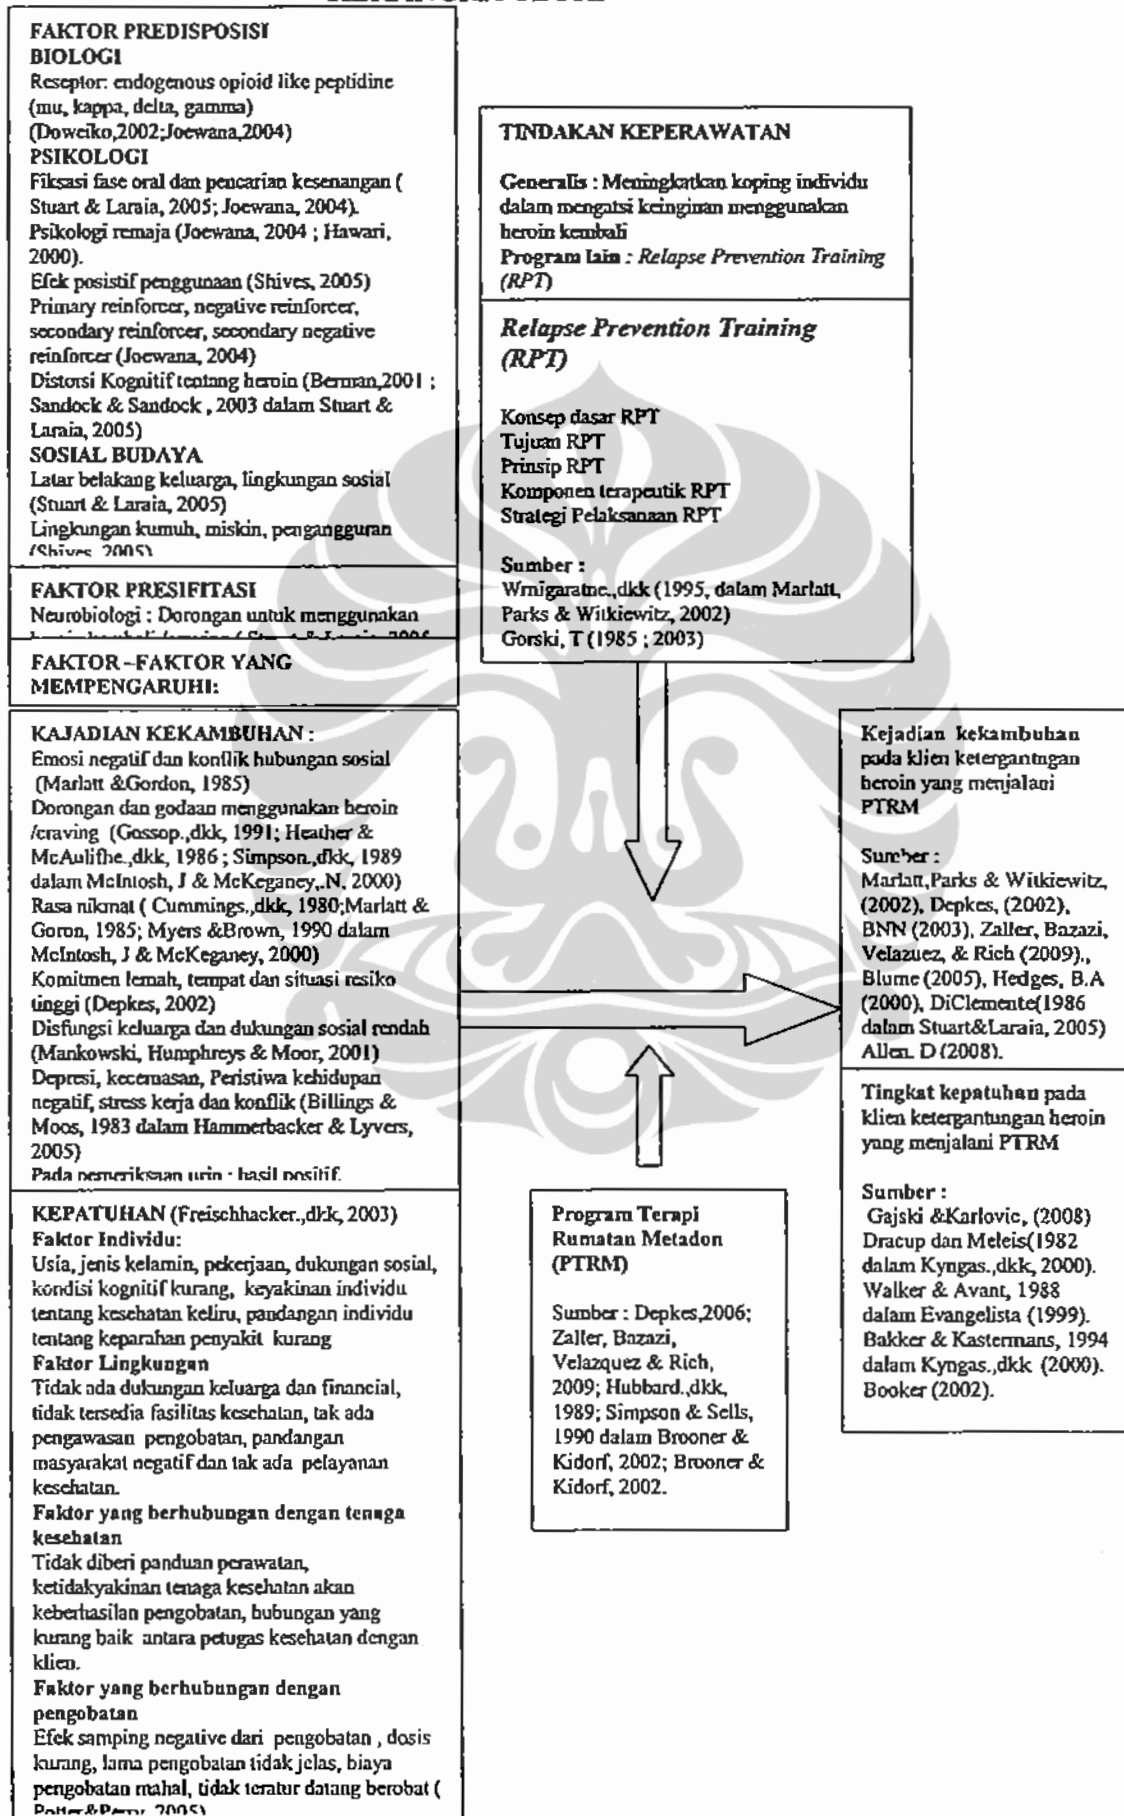 FAKTOR PREDISPOSISI
BIOLOGI
Reseptor: endogenous opioid like peptidine
(mu, kappa, delta, gamma)
(Doweiko,2002;Joewana,2004)
PSIKOLOGI
Fiksasi fase oral dan pencarian kesenangan (
Stuart & Laraia, 2005; Joewana, 2004).
Psikologi remaja (Joewana, 2004 ; Hawari,
2000).
Efek posistif penggunaan (Shives, 2005)
Primary reinforcer, negative reinforcer,
secondary reinforcer, secondary negative
reinforcer (Joewana, 2004)
Distorsi Kognitif tentang heroin (Berman,2001 ;
Sandock & Sandock , 2003 dalam Stuart &
Laraia, 2005)
SOSIAL BUDAYA
Latar belakang keluarga, lingkungan sosial
(Stuart & Laraia, 2005)
Lingkungan kumuh, miskin, pengangguran
(Shives, 2005)
FAKTOR PRESIFITASI
Neurobiologi : Dorongan untuk menggunakan
FAKTOR –FAKTOR YANG
MEMPENGARUHI:
KAJADIAN KEKAMBUHAN :
Emosi negatif dan konflik hubungan sosial
(Marlatt &Gordon, 1985)
Dorongan dan godaan menggunakan heroin
/craving (Gossop.,dkk, 1991; Heather &
McAulifhe.,dkk, 1986 ; Simpson.,dkk, 1989
dalam McIntosh, J & McKeganey,.N, 2000)
Rasa nikmat ( Cummings.,dkk, 1980;Marlatt &
Goron, 1985; Myers &Brown, 1990 dalam
McIntosh, J & McKeganey, 2000)
Komitmen lemah, tempat dan situasi resiko
tinggi (Depkes, 2002)
Disfungsi keluarga dan dukungan sosial rendah
(Mankowski, Humphreys & Moor, 2001)
Depresi, kecemasan, Peristiwa kehidupan
negatif, stress kerja dan konflik (Billings &
Moos, 1983 dalam Hammerbacker & Lyvers,
2005)
Pada pemeriksaan urin : hasil positif.
KEPATUHAN (Freischhacker.,dkk, 2003)
Faktor Individu:
Usia, jenis kelamin, pekerjaan, dukungan sosial,
kondisi kognitif kurang, keyakinan individu
tentang kesehatan keliru, pandangan individu
tentang keparahan penyakit kurang
Faktor Lingkungan
Tidak ada dukungan keluarga dan financial,
tidak tersedia fasilitas kesehatan, tak ada
pengawasan pengobatan, pandangan
masyarakat negatif dan tak ada pelayanan
kesehatan.
Faktor yang berhubungan dengan tenaga
kesehatan
Tidak diberi panduan perawatan,
ketidakyakinan tenaga kesehatan akan
keberhasilan pengobatan, hubungan yang
kurang baik antara petugas kesehatan dengan
klien.
Faktor yang berhubungan dengan
pengobatan
Efek samping negative dari pengobatan , dosis
kurang, lama pengobatan tidak jelas, biaya
pengobatan mahal, tidak teratur datang berobat (
Potter&Perry, 2005)
TINDAKAN KEPERAWATAN
Generalis : Meningkatkan koping individu
dalam mengatsi keinginan menggunakan
heroin kembali
Program lain : Relapse Prevention Training
(RPT)
Relapse Prevention Training
(RPT)
Konsep dasar RPT
Tujuan RPT
Prinsip RPT
Komponen terapeutik RPT
Strategi Pelaksanaan RPT
Sumber :
Wrnigaratne.,dkk (1995, dalam Marlatt,
Parks & Witkiewitz, 2002)
Gorski, T (1985 ; 2003)
Program Terapi
Rumatan Metadon
(PTRM)
Sumber : Depkes,2006;
Zaller, Bazazi,
Velazquez & Rich,
2009; Hubbard.,dkk,
1989; Simpson & Sells,
1990 dalam Brooner &
Kidorf, 2002; Brooner &
Kidorf, 2002.
Kejadian kekambuhan
pada klien ketergantngan
heroin yang menjalani
PTRM
Sumber :
Marlatt,Parks & Witkiewitz,
(2002), Depkes, (2002),
BNN (2003), Zaller, Bazazi,
Velazuez, & Rich (2009).,
Blume (2005), Hedges, B.A
(2000), DiClemente(1986
dalam Stuart&Laraia, 2005)
Allen. D (2008).
Tingkat kepatuhan pada
klien ketergantungan heroin
yang menjalani PTRM
Sumber :
Gajski &Karlovic, (2008)
Dracup dan Meleis(1982
dalam Kyngas.,dkk, 2000).
Walker & Avant, 1988
dalam Evangelista (1999).
Bakker & Kastermans, 1994
dalam Kyngas.,dkk (2000).
Booker (2002).